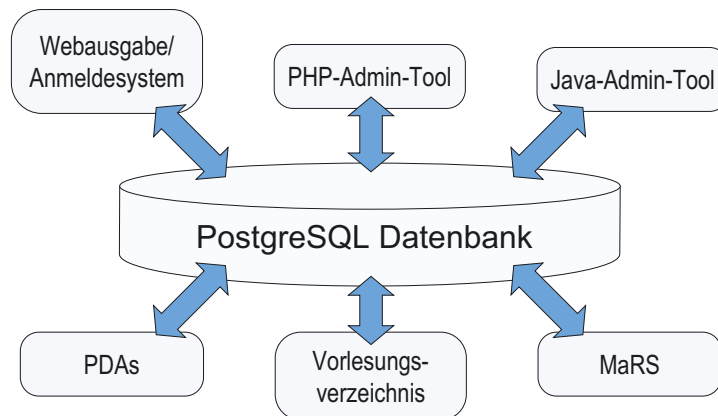 Webausgabe/
Anmeldesystem
PHP-Admin-Tool
Java-Admin-Tool
PostgreSQL Datenbank
PDAs
Vorlesungs-
verzeichnis
MaRS